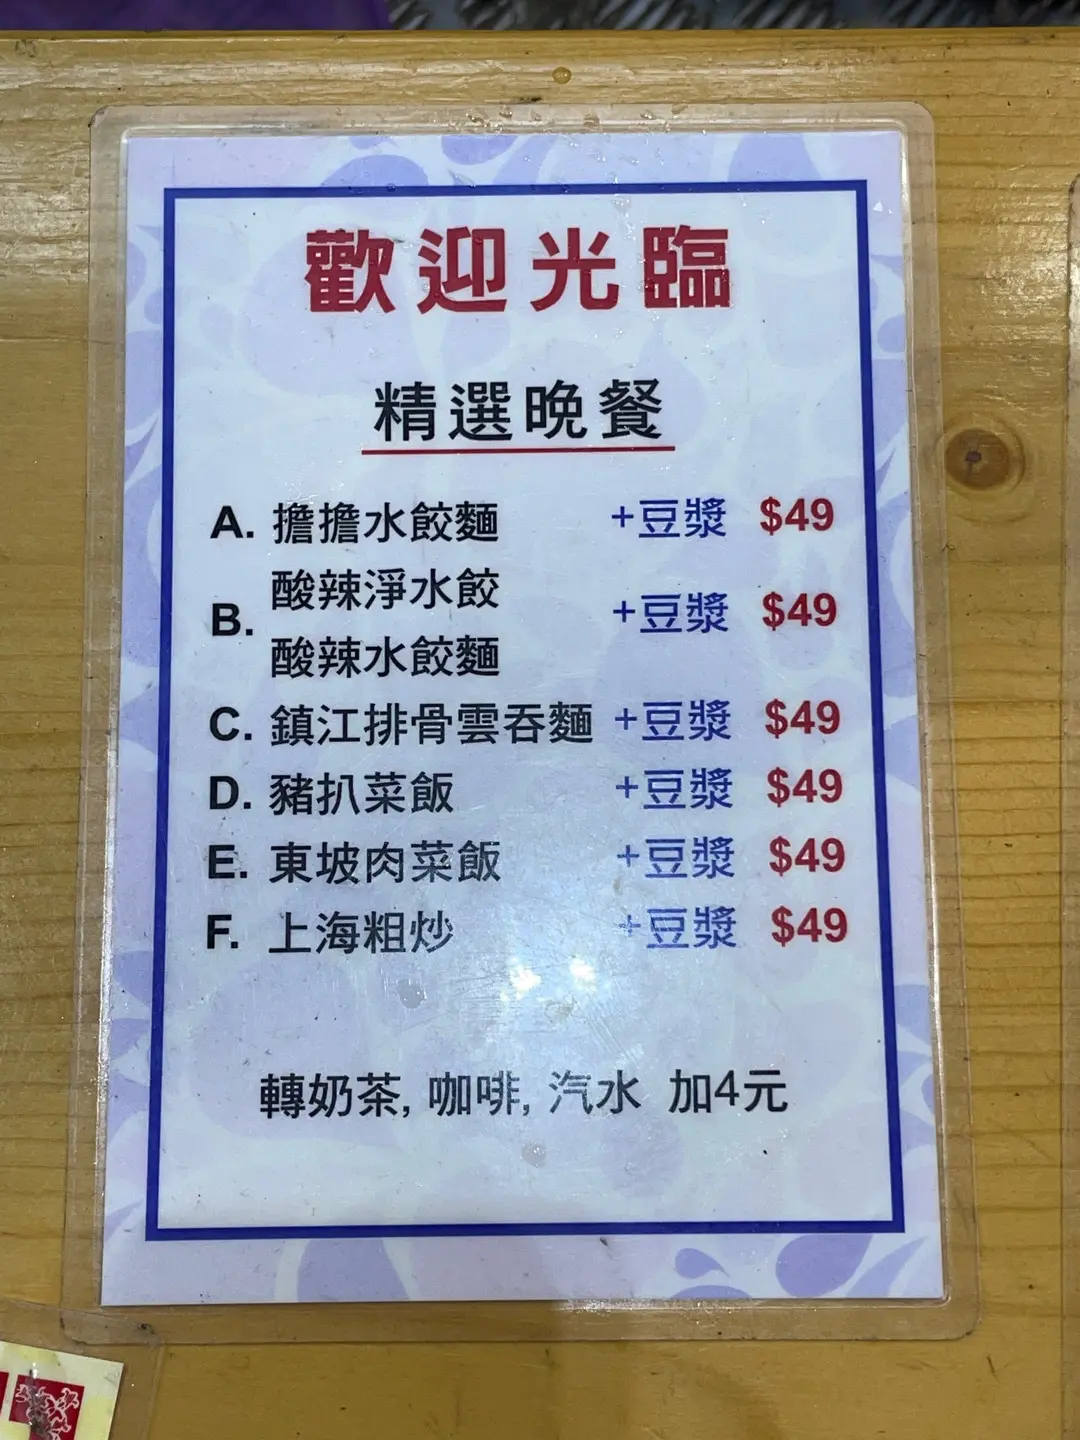 歡迎光臨
精選晚餐
A. 擔擔水餃麵 +豆漿 $49
B. 酸辣淨水餃 酸辣水餃麵 +豆漿 $49
C. 鎮江排骨雲吞麵 +豆漿 $49
D. 豬扒菜飯 +豆漿 $49
E. 東坡肉菜飯 +豆漿 $49
F. 上海粗炒 +豆漿 $49
轉奶茶, 咖啡, 汽水 加4元